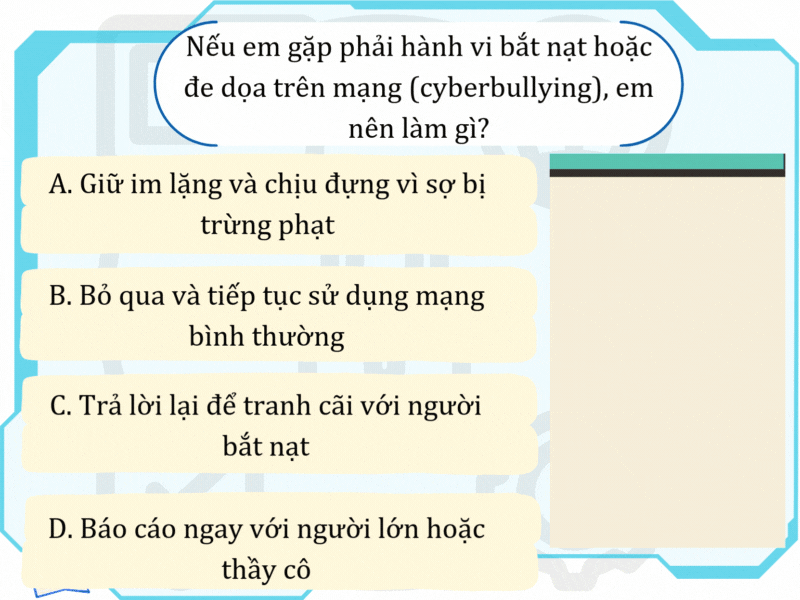 Nếu em gặp phải hành vi bắt nạt hoặc
đe dọa trên mạng (cyberbullying), em
nên làm gì?
A. Giữ im lặng và chịu đựng vì sợ bị
trừng phạt
B. Bỏ qua và tiếp tục sử dụng mạng
bình thường
C. Trả lời lại để tranh cãi với người
bắt nạt
D. Báo cáo ngay với người lớn hoặc
thầy cô